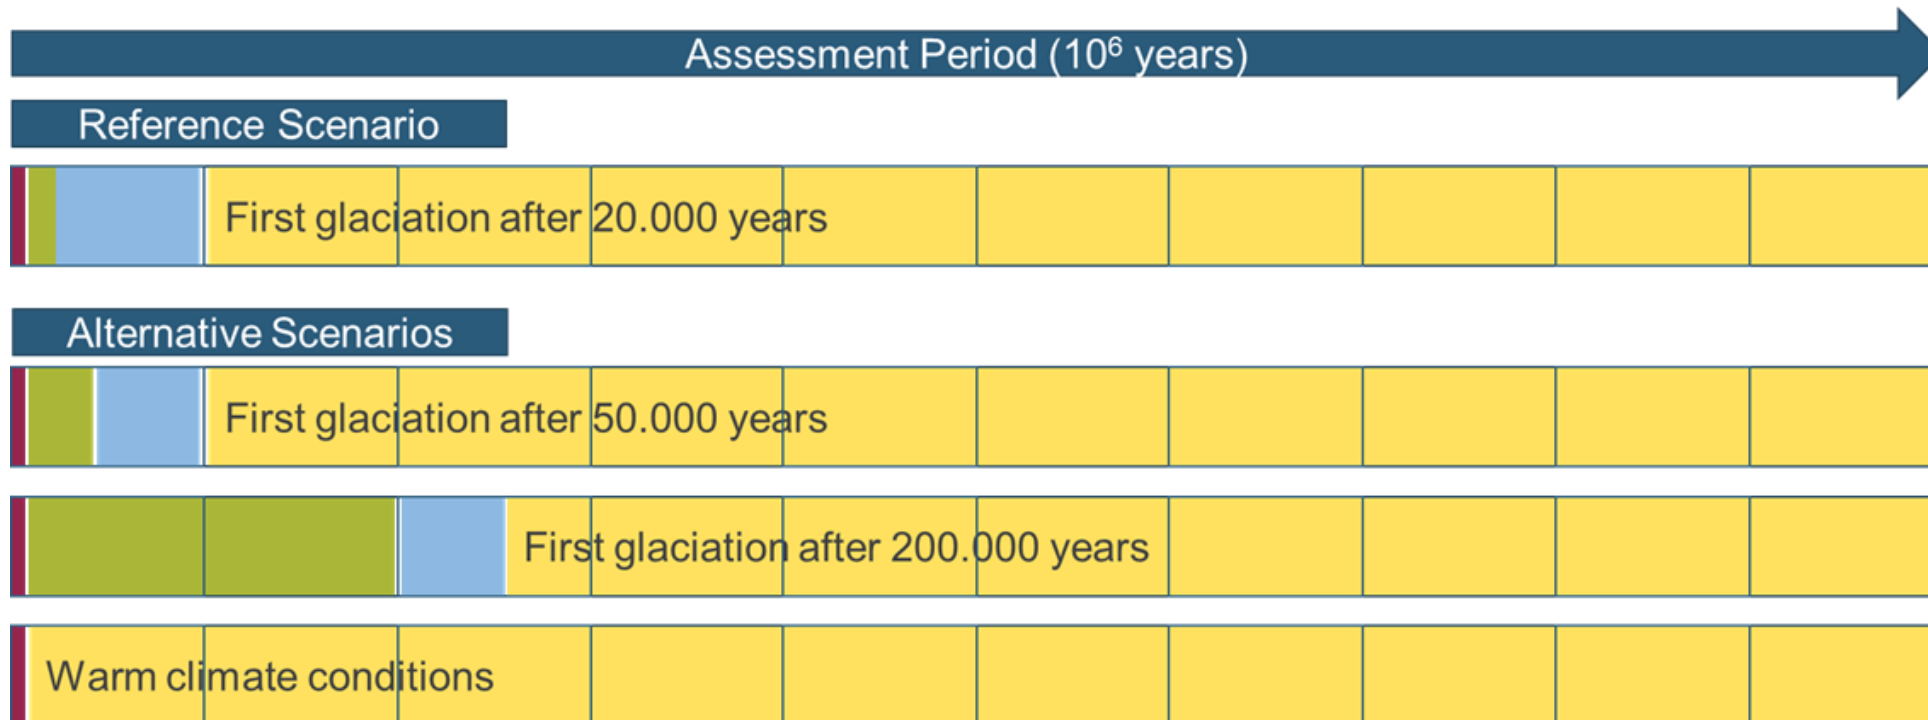 Assessment Period (10⁶ years)
Reference Scenario
First glaciation after 20.000 years
Alternative Scenarios
First glaciation after 50.000 years
First glaciation after 200.000 years
Warm climate conditions